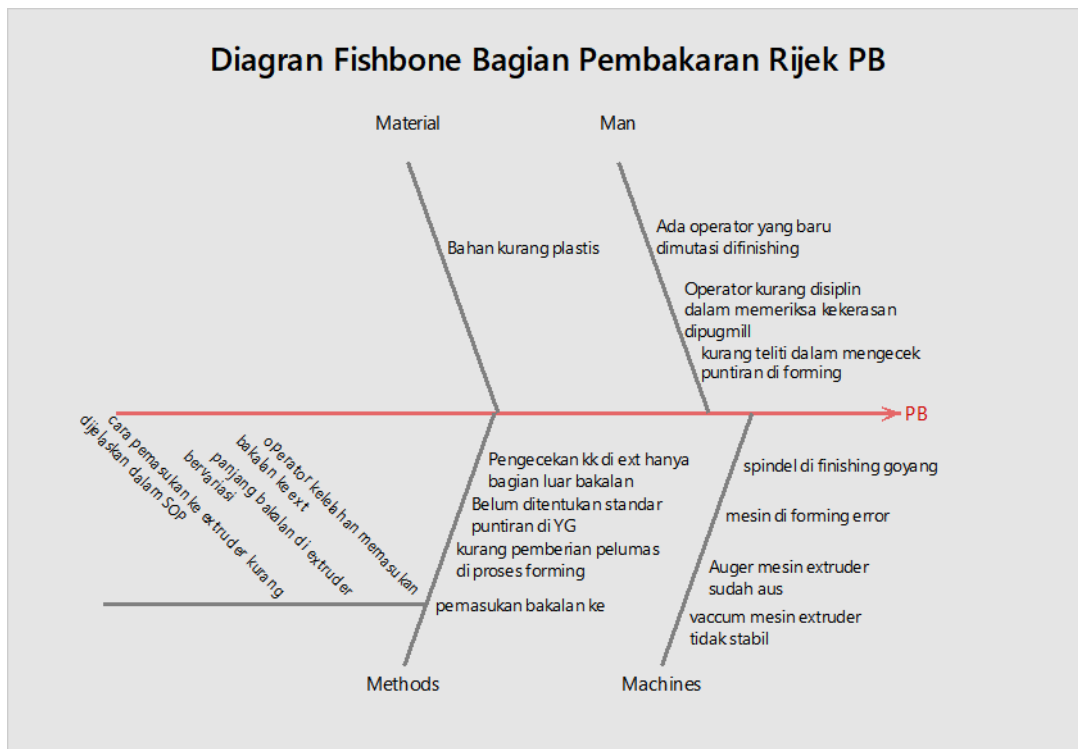 Diagran Fishbone Bagian Pembakaran Rijek PB
Material
Man
Bahan kurang plastis
Ada operator yang baru
dimutasi difinishing
Operator kurang disiplin
dalam memeriksa kekerasan
dipugmill
kurang teliti dalam mengecek
puntiran di forming
PB
cara pemasukan ke extruder kurang
dijelaskan dalam SOP
panjang bakalan di extruder
bervariasi
operator kelelahan memasukan
bakalan ke ext
Pengecekan kk di ext hanya
bagian luar bakalan
Belum ditentukan standar
puntiran di YG
kurang pemberian pelumas
di proses forming
pemasukan bakalan ke
spindel di finishing goyang
mesin di forming error
Auger mesin extruder
sudah aus
vaccum mesin extruder
tidak stabil
Methods
Machines